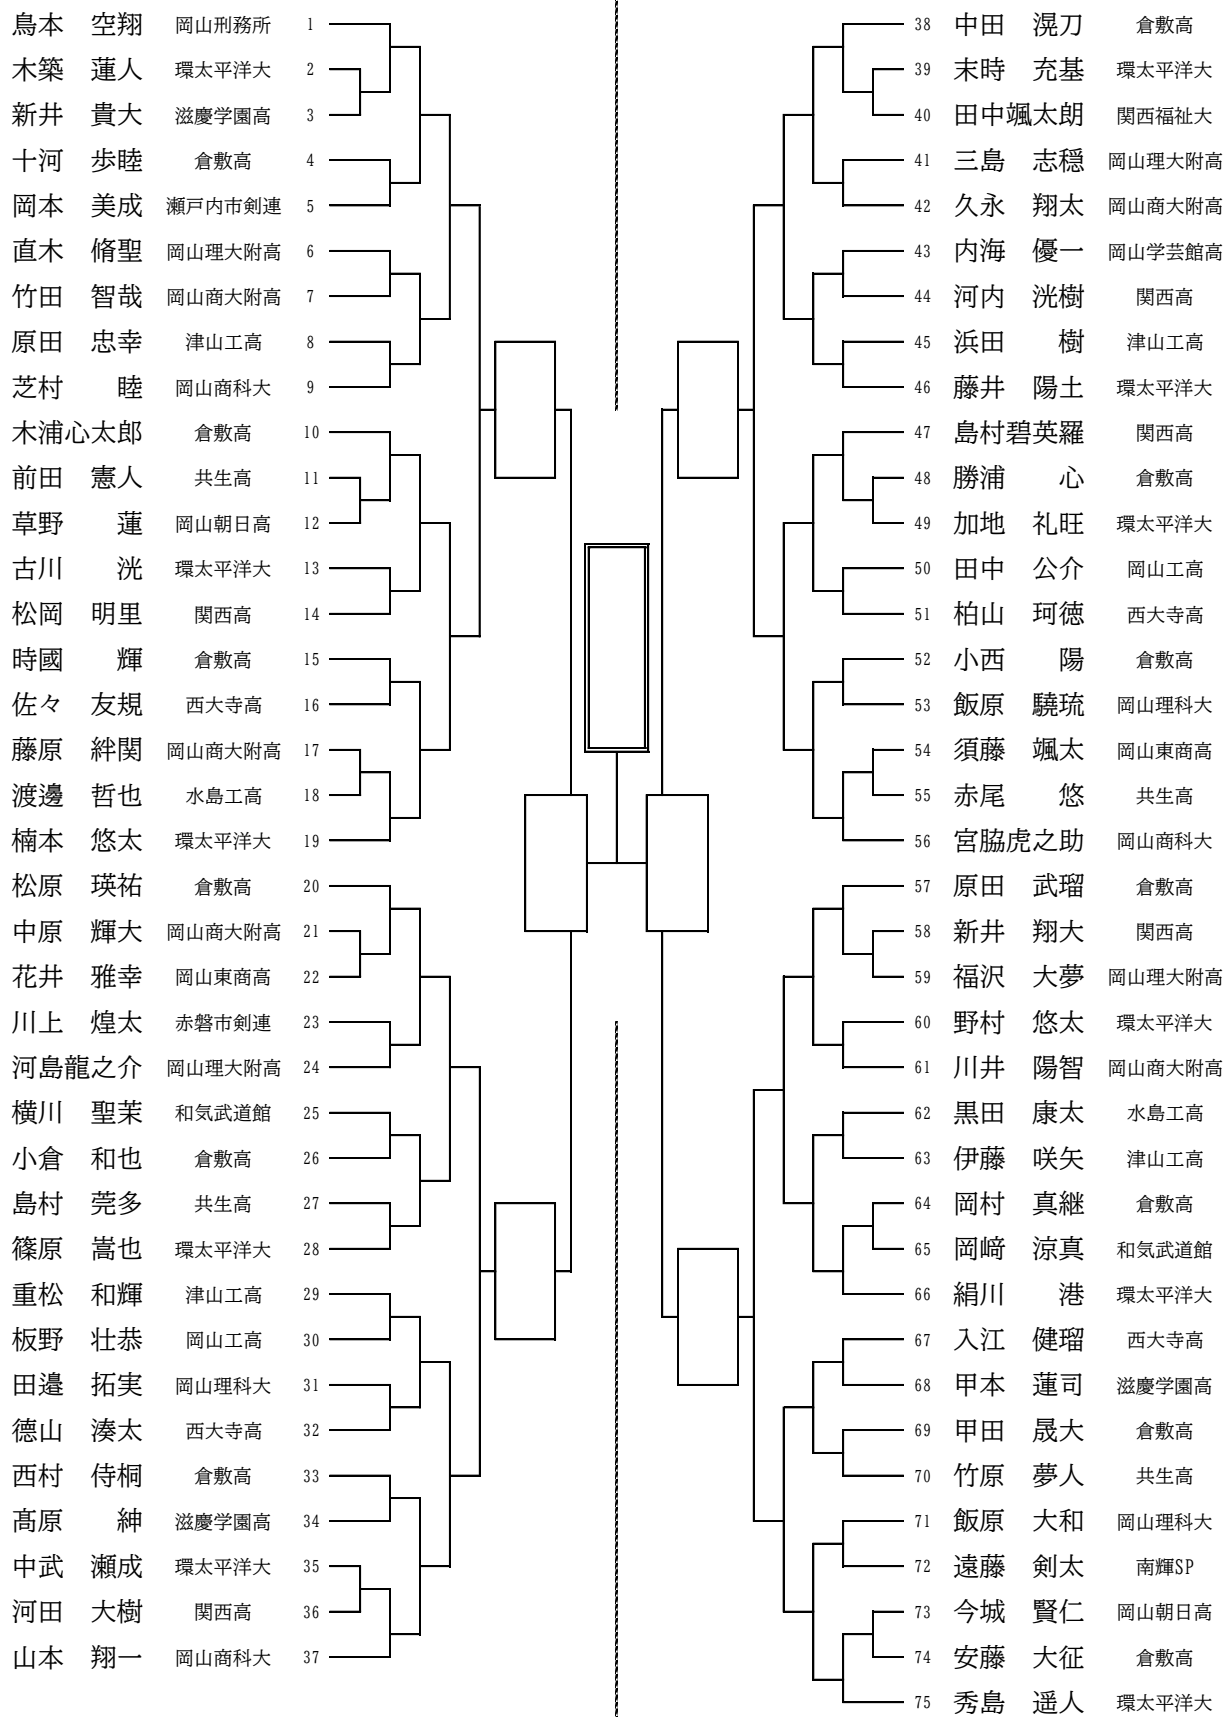 鳥本　空翔　岡山刑務所　1
木築　蓮人　環太平洋大　2
新井　貴大　滋慶学園高　3
十河　歩睦　倉敷高　4
岡本　美成　瀬戸内市剣連　5
直木　脩聖　岡山理大附高　6
竹田　智哉　岡山商大附高　7
原田　忠幸　津山工高　8
芝村　睦　岡山商科大　9
木浦心太郎　倉敷高　10
前田　憲人　共生高　11
草野　蓮　岡山朝日高　12
古川　洸　環太平洋大　13
松岡　明里　関西高　14
時國　輝　倉敷高　15
佐々　友規　西大寺高　16
藤原　絆関　岡山商大附高　17
渡邊　哲也　水島工高　18
楠本　悠太　環太平洋大　19
松原　瑛祐　倉敷高　20
中原　輝大　岡山商大附高　21
花井　雅幸　岡山東商高　22
川上　煌太　赤磐市剣連　23
河島龍之介　岡山理大附高　24
横川　聖茉　和気武道館　25
小倉　和也　倉敷高　26
島村　莞多　共生高　27
篠原　嵩也　環太平洋大　28
重松　和輝　津山工高　29
板野　壮恭　岡山工高　30
田邉　拓実　岡山理科大　31
德山　湊太　西大寺高　32
西村　侍桐　倉敷高　33
髙原　紳　滋慶学園高　34
中武　瀬成　環太平洋大　35
河田　大樹　関西高　36
山本　翔一　岡山商科大　37
38　中田　滉刀　倉敷高
39　末時　充基　環太平洋大
40　田中颯太朗　関西福祉大
41　三島　志穏　岡山理大附高
42　久永　翔太　岡山商大附高
43　内海　優一　岡山学芸館高
44　河内　洸樹　関西高
45　浜田　樹　津山工高
46　藤井　陽土　環太平洋大
47　島村碧英羅　関西高
48　勝浦　心　倉敷高
49　加地　礼旺　環太平洋大
50　田中　公介　岡山工高
51　柏山　珂徳　西大寺高
52　小西　陽　倉敷高
53　飯原　驍琉　岡山理科大
54　須藤　颯太　岡山東商高
55　赤尾　悠　共生高
56　宮脇虎之助　岡山商科大
57　原田　武瑠　倉敷高
58　新井　翔大　関西高
59　福沢　大夢　岡山理大附高
60　野村　悠太　環太平洋大
61　川井　陽智　岡山商大附高
62　黒田　康太　水島工高
63　伊藤　咲矢　津山工高
64　岡村　真継　倉敷高
65　岡﨑　涼真　和気武道館
66　絹川　港　環太平洋大
67　入江　健瑠　西大寺高
68　甲本　蓮司　滋慶学園高
69　甲田　晟大　倉敷高
70　竹原　夢人　共生高
71　飯原　大和　岡山理科大
72　遠藤　剣太　南輝SP
73　今城　賢仁　岡山朝日高
74　安藤　大征　倉敷高
75　秀島　遥人　環太平洋大